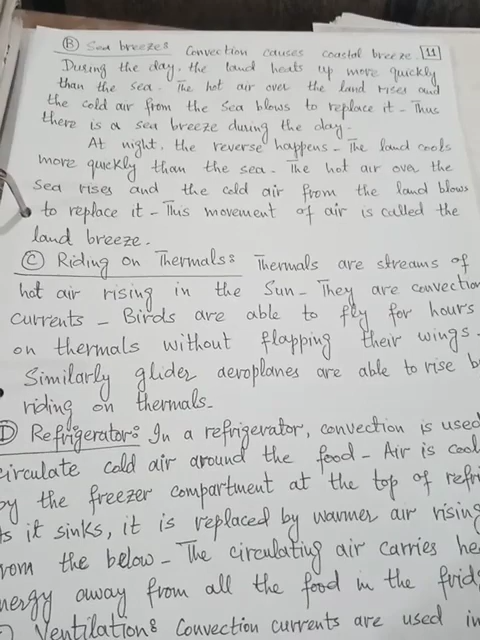 Ⓑ Sea breeze: Convection causes coastal breeze. 11
During the day, the land heats up more quickly
than the sea. The hot air over the land rises and
the cold air from the sea blows to replace it - Thus
there is a sea breeze during the day -
At night, the reverse happens - The land cools
more quickly than the sea - The hot air over the
sea rises and the cold air from the land blows
to replace it - This movement of air is called the
land breeze -
Ⓒ Riding on Thermals: Thermals are streams of
hot air rising in the Sun - They are convection
currents - Birds are able to fly for hours
on thermals without flapping their wings -
Similarly glider aeroplanes are able to rise b
riding on thermals -
D Refrigerator: In a refrigerator, convection is used
circulate cold air around the food - Air is cool
by the freezer compartment at the top of refri
As it sinks, it is replaced by warmer air rising
from the below - The circulating air carries he
nergy away from all the food in the fridg
Ventilation: Convection currents are used in